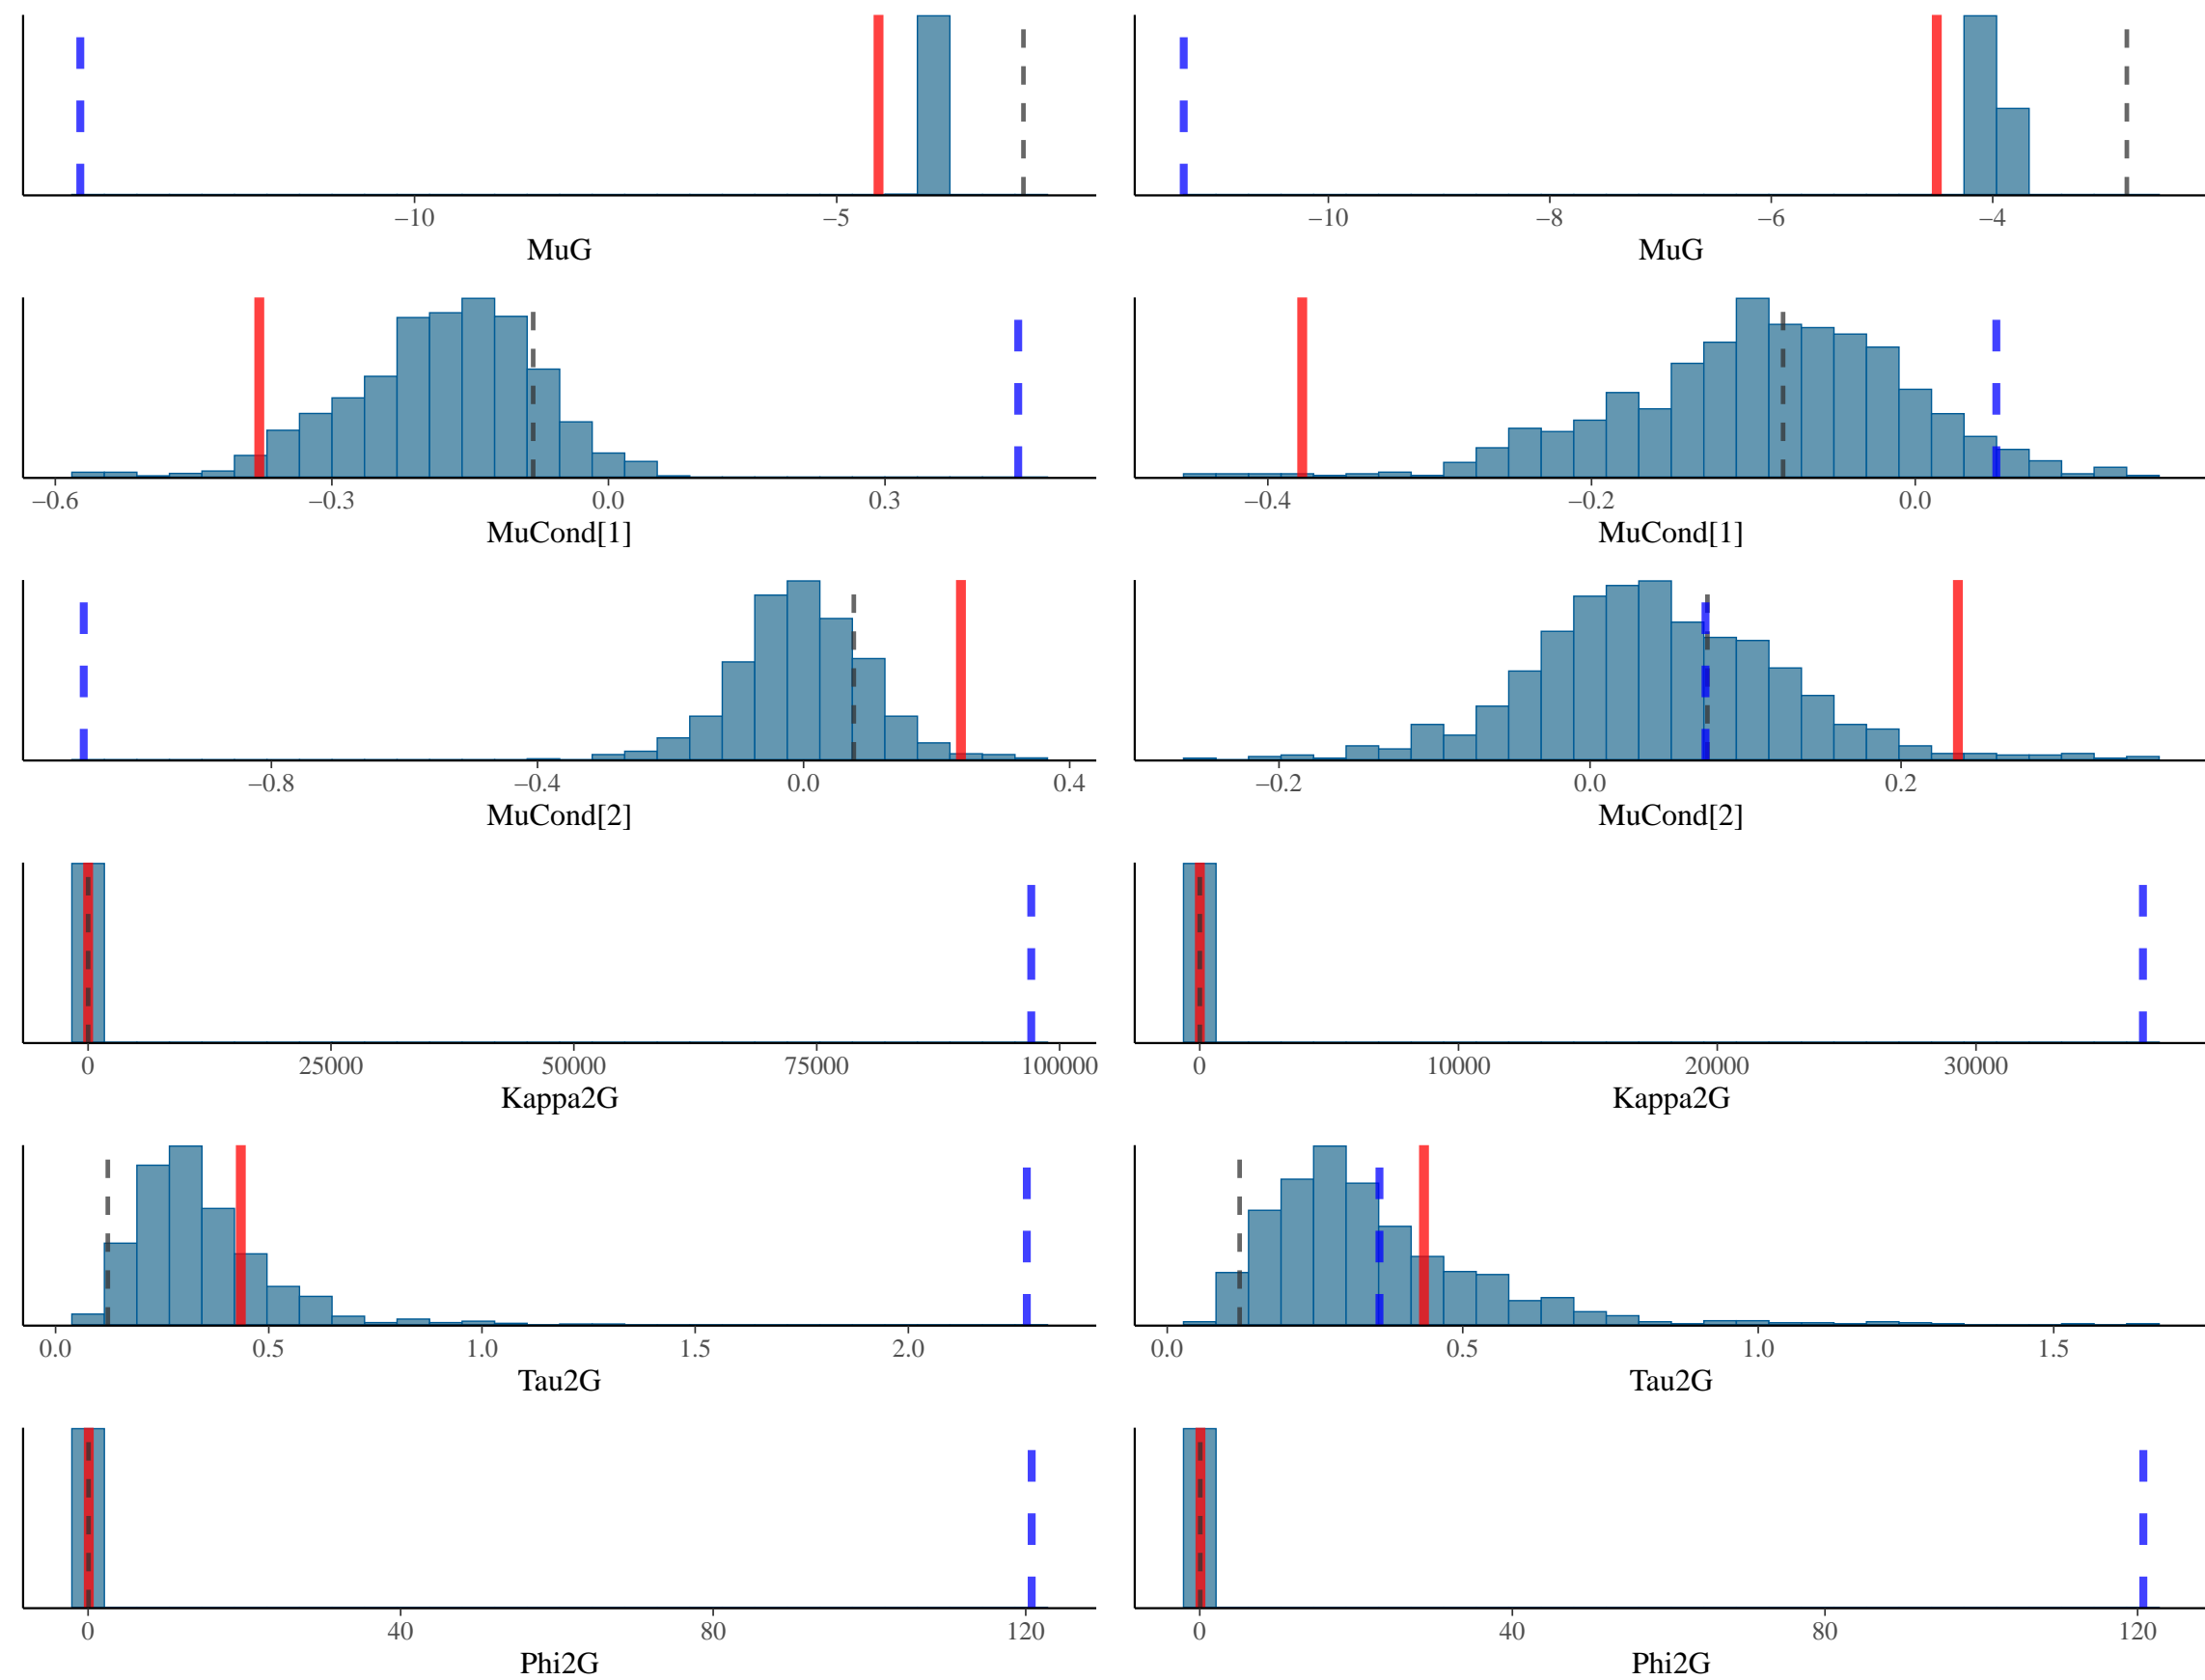 −10 −5
MuG
−10 −8 −6 −4
MuG
−0.6 −0.3 0.0 0.3
MuCond[1]
−0.4 −0.2 0.0
MuCond[1]
−0.8 −0.4 0.0 0.4
MuCond[2]
−0.2 0.0 0.2
MuCond[2]
0 25000 50000 75000 100000
Kappa2G
0 10000 20000 30000
Kappa2G
0.0 0.5 1.0 1.5 2.0
Tau2G
0.0 0.5 1.0 1.5
Tau2G
0 40 80 120
Phi2G
0 40 80 120
Phi2G